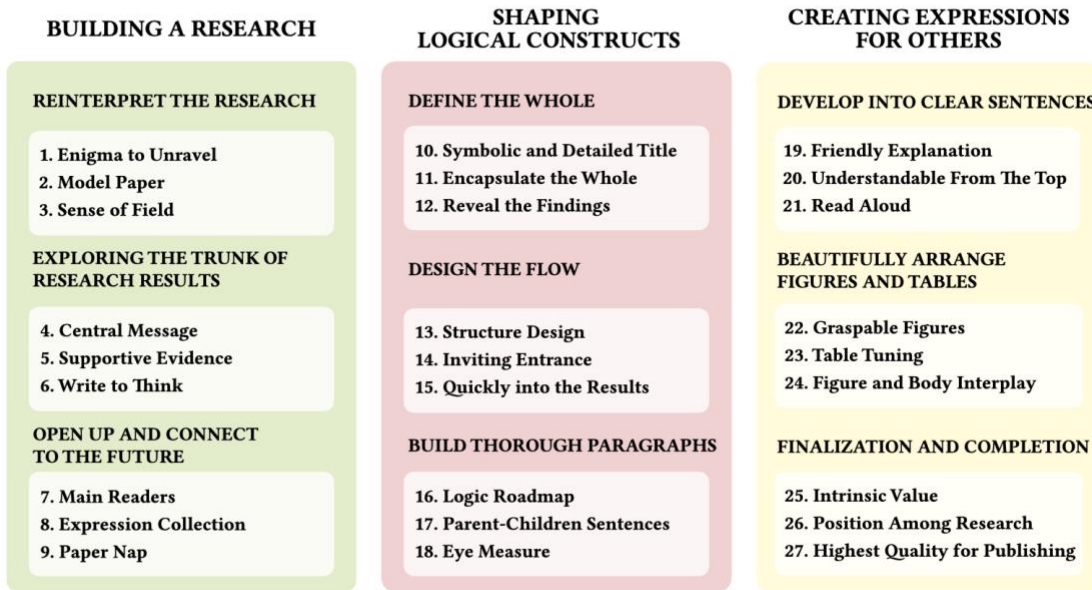 BUILDING A RESEARCH
REINTERPRET THE RESEARCH
1. Enigma to Unravel
2. Model Paper
3. Sense of Field
EXPLORING THE TRUNK OF
RESEARCH RESULTS
4. Central Message
5. Supportive Evidence
6. Write to Think
OPEN UP AND CONNECT
TO THE FUTURE
7. Main Readers
8. Expression Collection
9. Paper Nap
SHAPING
LOGICAL CONSTRUCTS
DEFINE THE WHOLE
10. Symbolic and Detailed Title
11. Encapsulate the Whole
12. Reveal the Findings
DESIGN THE FLOW
13. Structure Design
14. Inviting Entrance
15. Quickly into the Results
BUILD THOROUGH PARAGRAPHS
16. Logic Roadmap
17. Parent-Children Sentences
18. Eye Measure
CREATING EXPRESSIONS
FOR OTHERS
DEVELOP INTO CLEAR SENTENCES
19. Friendly Explanation
20. Understandable From The Top
21. Read Aloud
BEAUTIFULLY ARRANGE
FIGURES AND TABLES
22. Graspable Figures
23. Table Tuning
24. Figure and Body Interplay
FINALIZATION AND COMPLETION
25. Intrinsic Value
26. Position Among Research
27. Highest Quality for Publishing